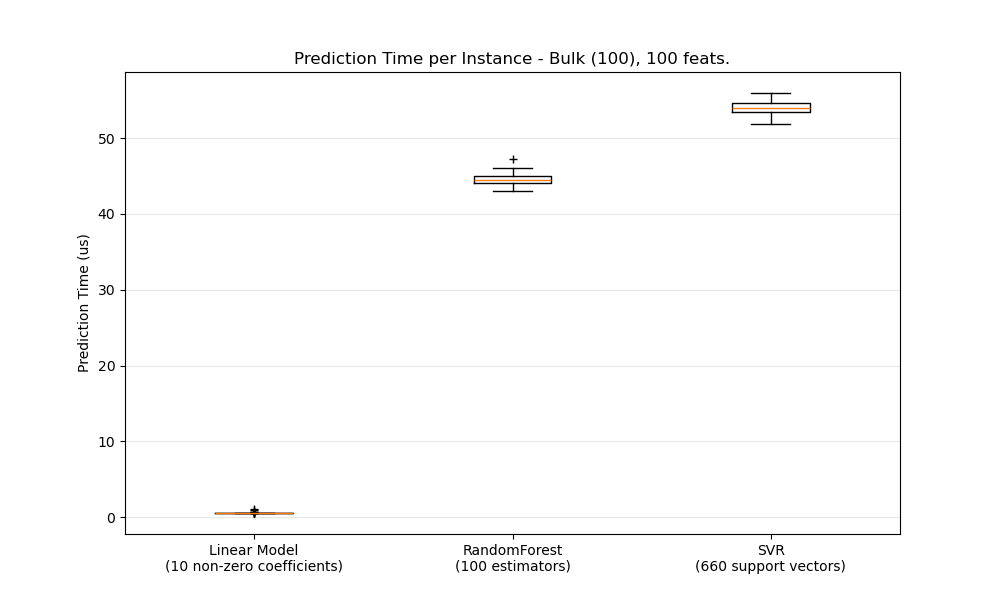 Prediction Time per Instance - Bulk (100), 100 feats.
Prediction Time (us)
50
40
30
20
10
0
Linear Model
(10 non-zero coefficients)
RandomForest
(100 estimators)
SVR
(660 support vectors)